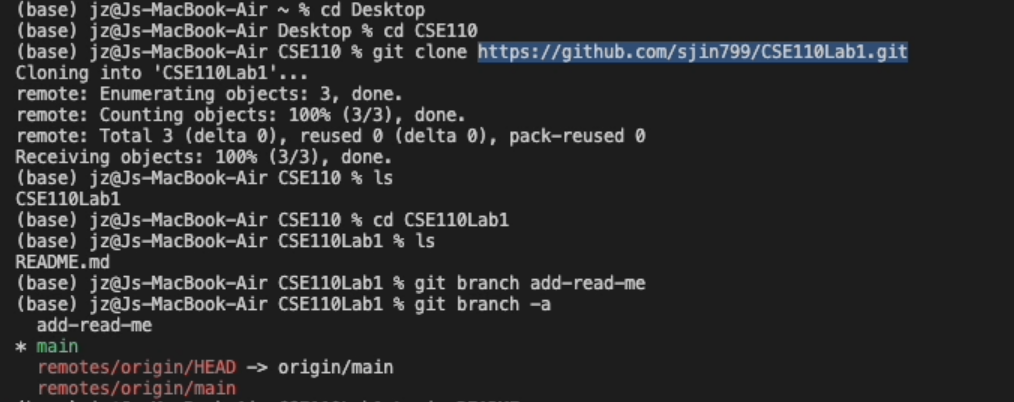 (base) jz@Js-MacBook-Air ~ % cd Desktop
(base) jz@Js-MacBook-Air Desktop % cd CSE110
(base) jz@Js-MacBook-Air CSE110 % git clone https://github.com/sjin799/CSE110Lab1.git
Cloning into 'CSE110Lab1'...
remote: Enumerating objects: 3, done.
remote: Counting objects: 100% (3/3), done.
remote: Total 3 (delta 0), reused 0 (delta 0), pack-reused 0
Receiving objects: 100% (3/3), done.
(base) jz@Js-MacBook-Air CSE110 % ls
CSE110Lab1
(base) jz@Js-MacBook-Air CSE110 % cd CSE110Lab1
(base) jz@Js-MacBook-Air CSE110Lab1 % ls
README.md
(base) jz@Js-MacBook-Air CSE110Lab1 % git branch add-read-me
(base) jz@Js-MacBook-Air CSE110Lab1 % git branch -a
  add-read-me
* main
  remotes/origin/HEAD -> origin/main
  remotes/origin/main